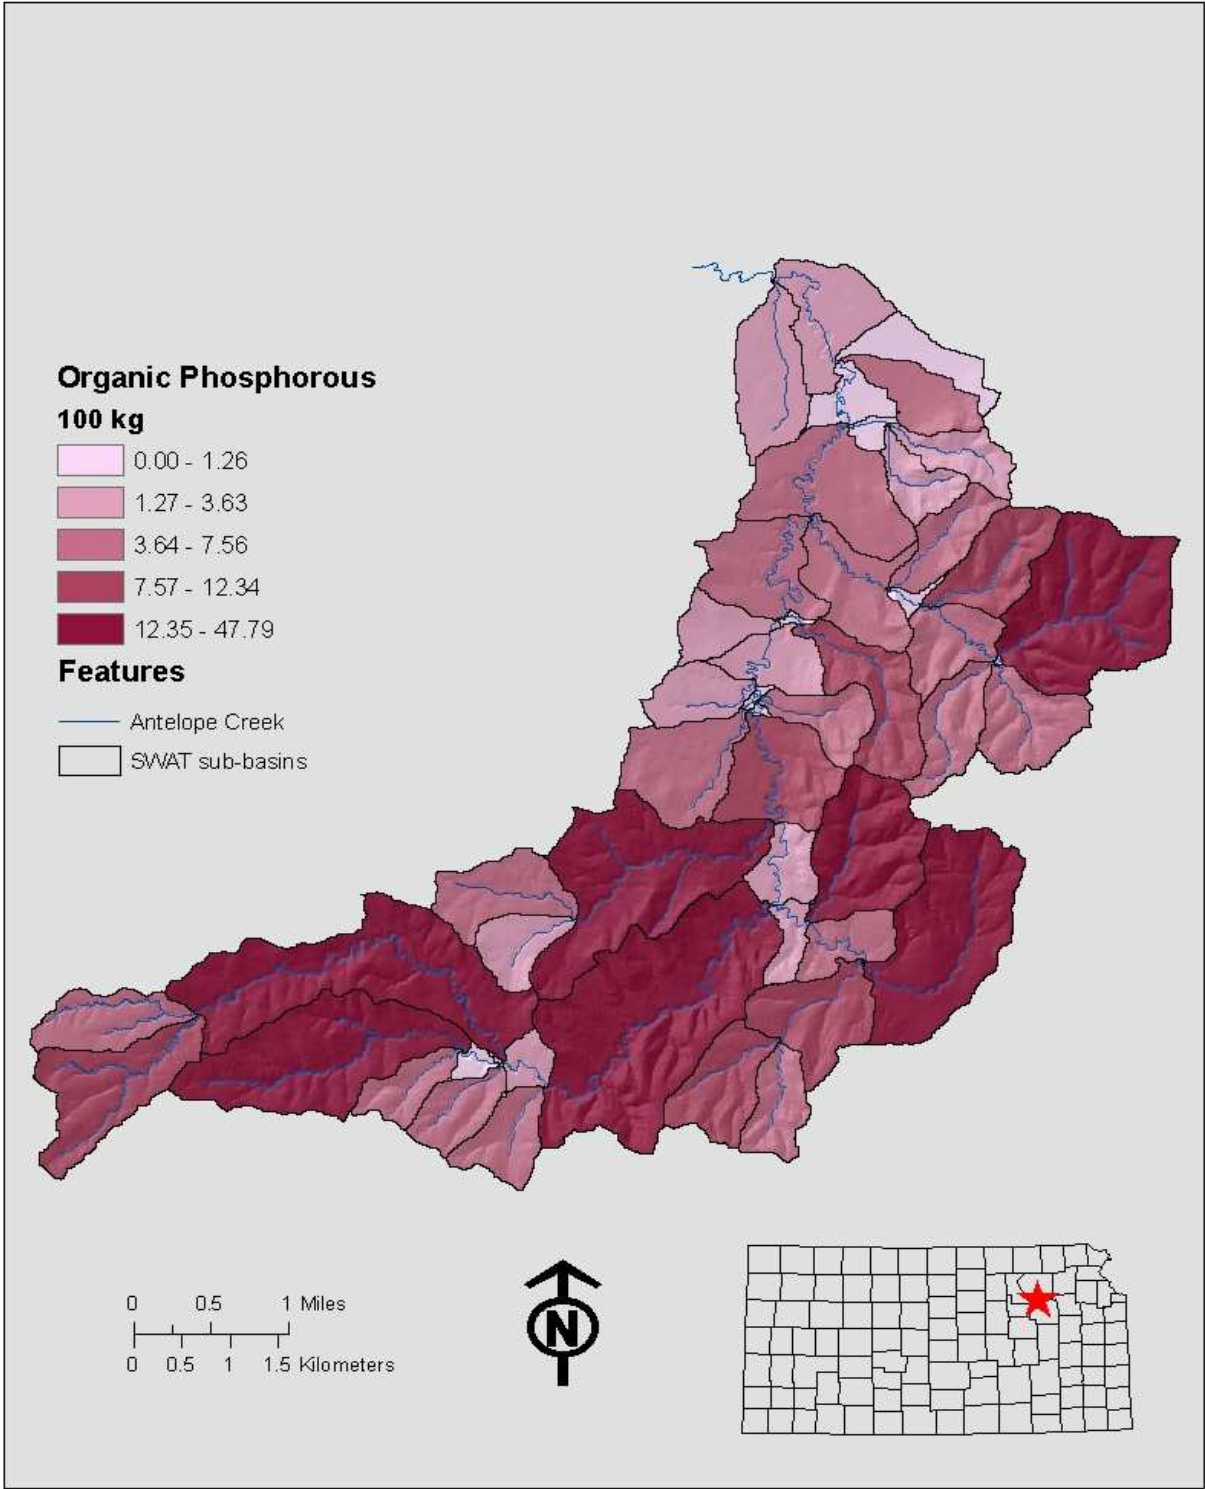 Organic Phosphorous
100 kg
0.00 - 1.26
1.27 - 3.63
3.64 - 7.56
7.57 - 12.34
12.35 - 47.79
Features
Antelope Creek
SWAT sub-basins
0 0.5 1 Miles
0 0.5 1 1.5 Kilometers
N